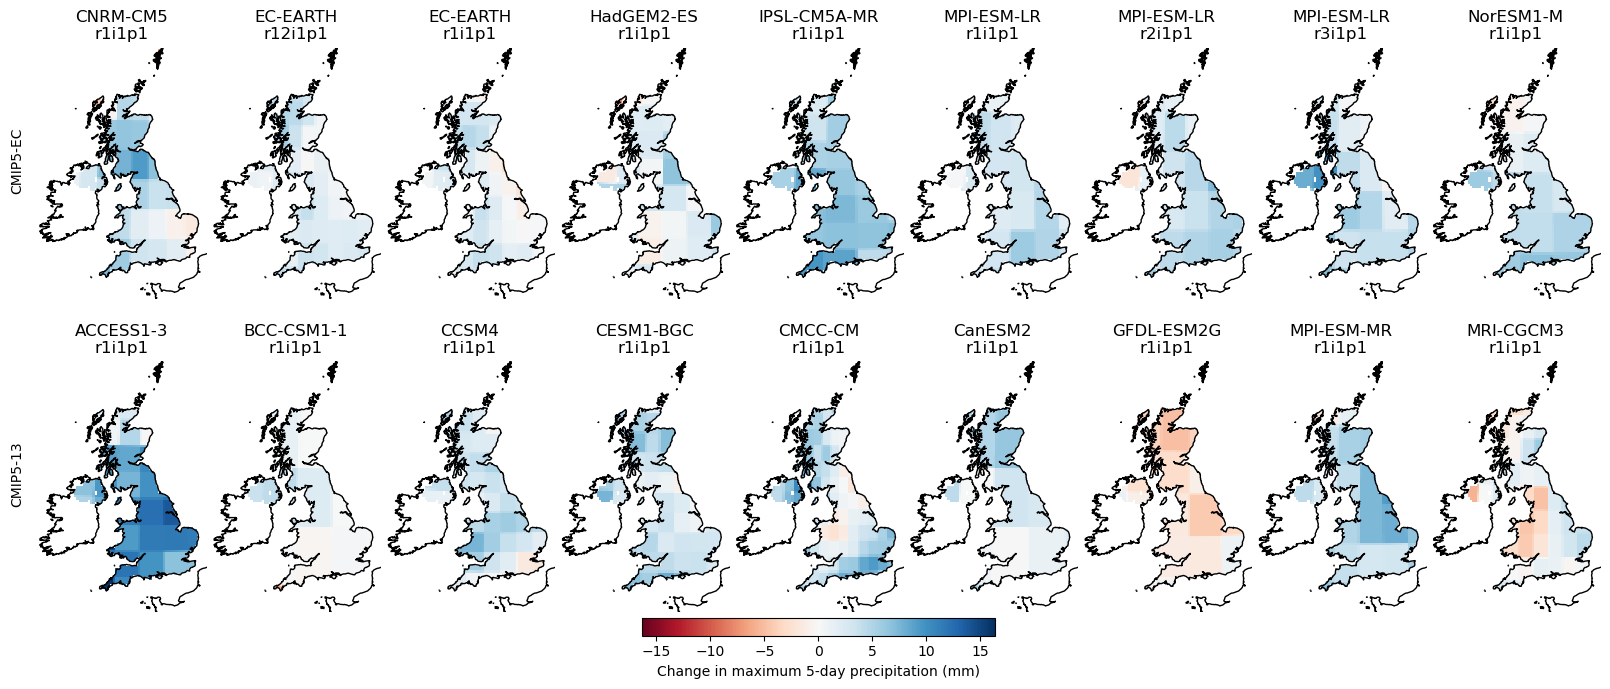 CNRM-CM5 EC-EARTH EC-EARTH HadGEM2-ES IPSL-CM5A-MR MPI-ESM-LR MPI-ESM-LR MPI-ESM-LR NorESM1-M
r1i1p1 r12i1p1 r1i1p1 r1i1p1 r1i1p1 r1i1p1 r2i1p1 r3i1p1 r1i1p1
CMIP5-EC
ACCESS1-3 BCC-CSM1-1 CCSM4 CESM1-BGC CMCC-CM CanESM2 GFDL-ESM2G MPI-ESM-MR MRI-CGCM3
r1i1p1 r1i1p1 r1i1p1 r1i1p1 r1i1p1 r1i1p1 r1i1p1 r1i1p1 r1i1p1
CMIP5-13
−15 −10 −5 0 5 10 15
Change in maximum 5-day precipitation (mm)